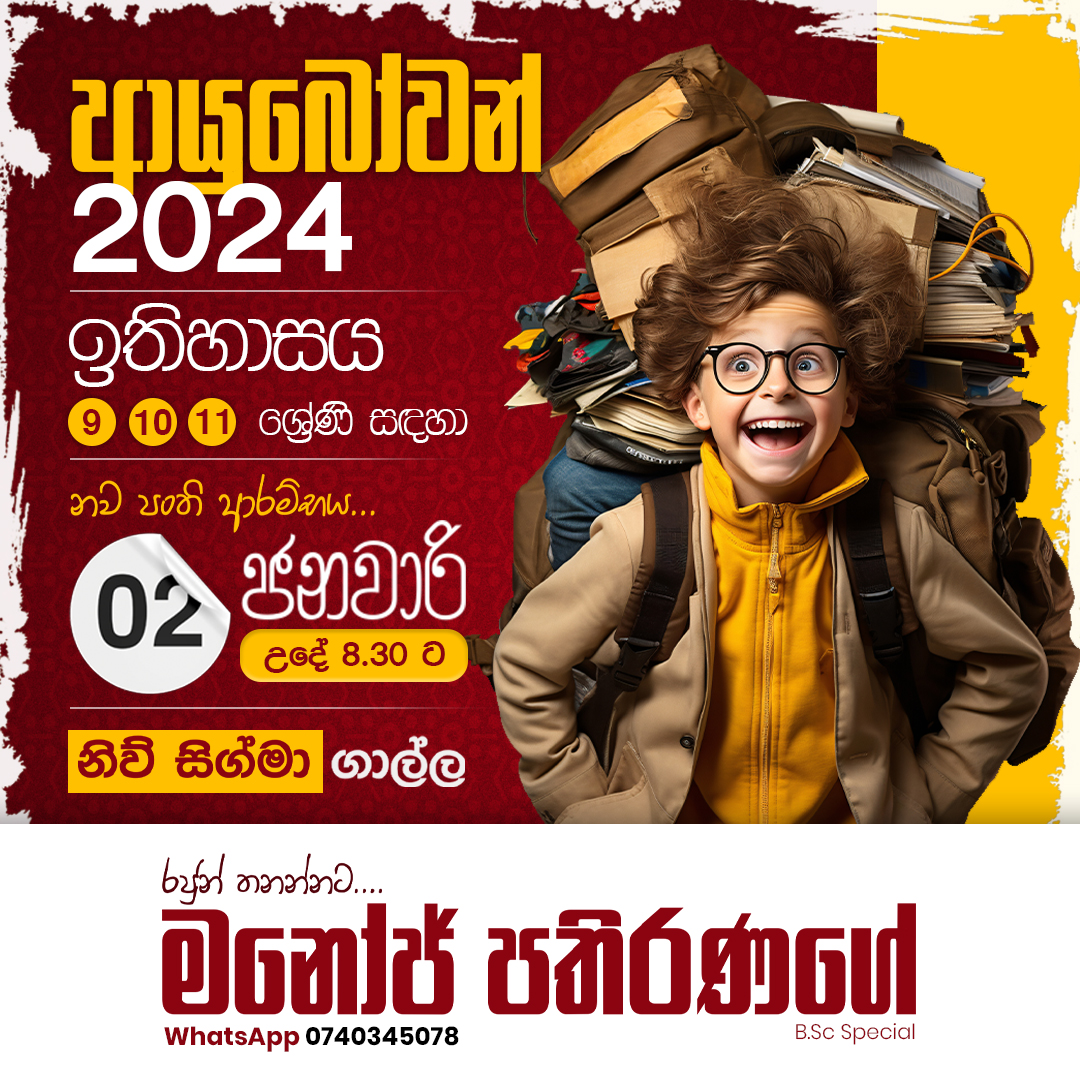 ආයුබෝවන්
2024
ඉතිහාසය
9 10 11 ශ්‍රේණි සඳහා
නව පංති ආරම්භය...
02 ජනවාරි
උදේ 8.30 ට
නිව් සිග්මා ගාල්ල
රජුන් තනන්නට....
මනෝජ් පතිරණගේ
WhatsApp 0740345078
B.Sc Special